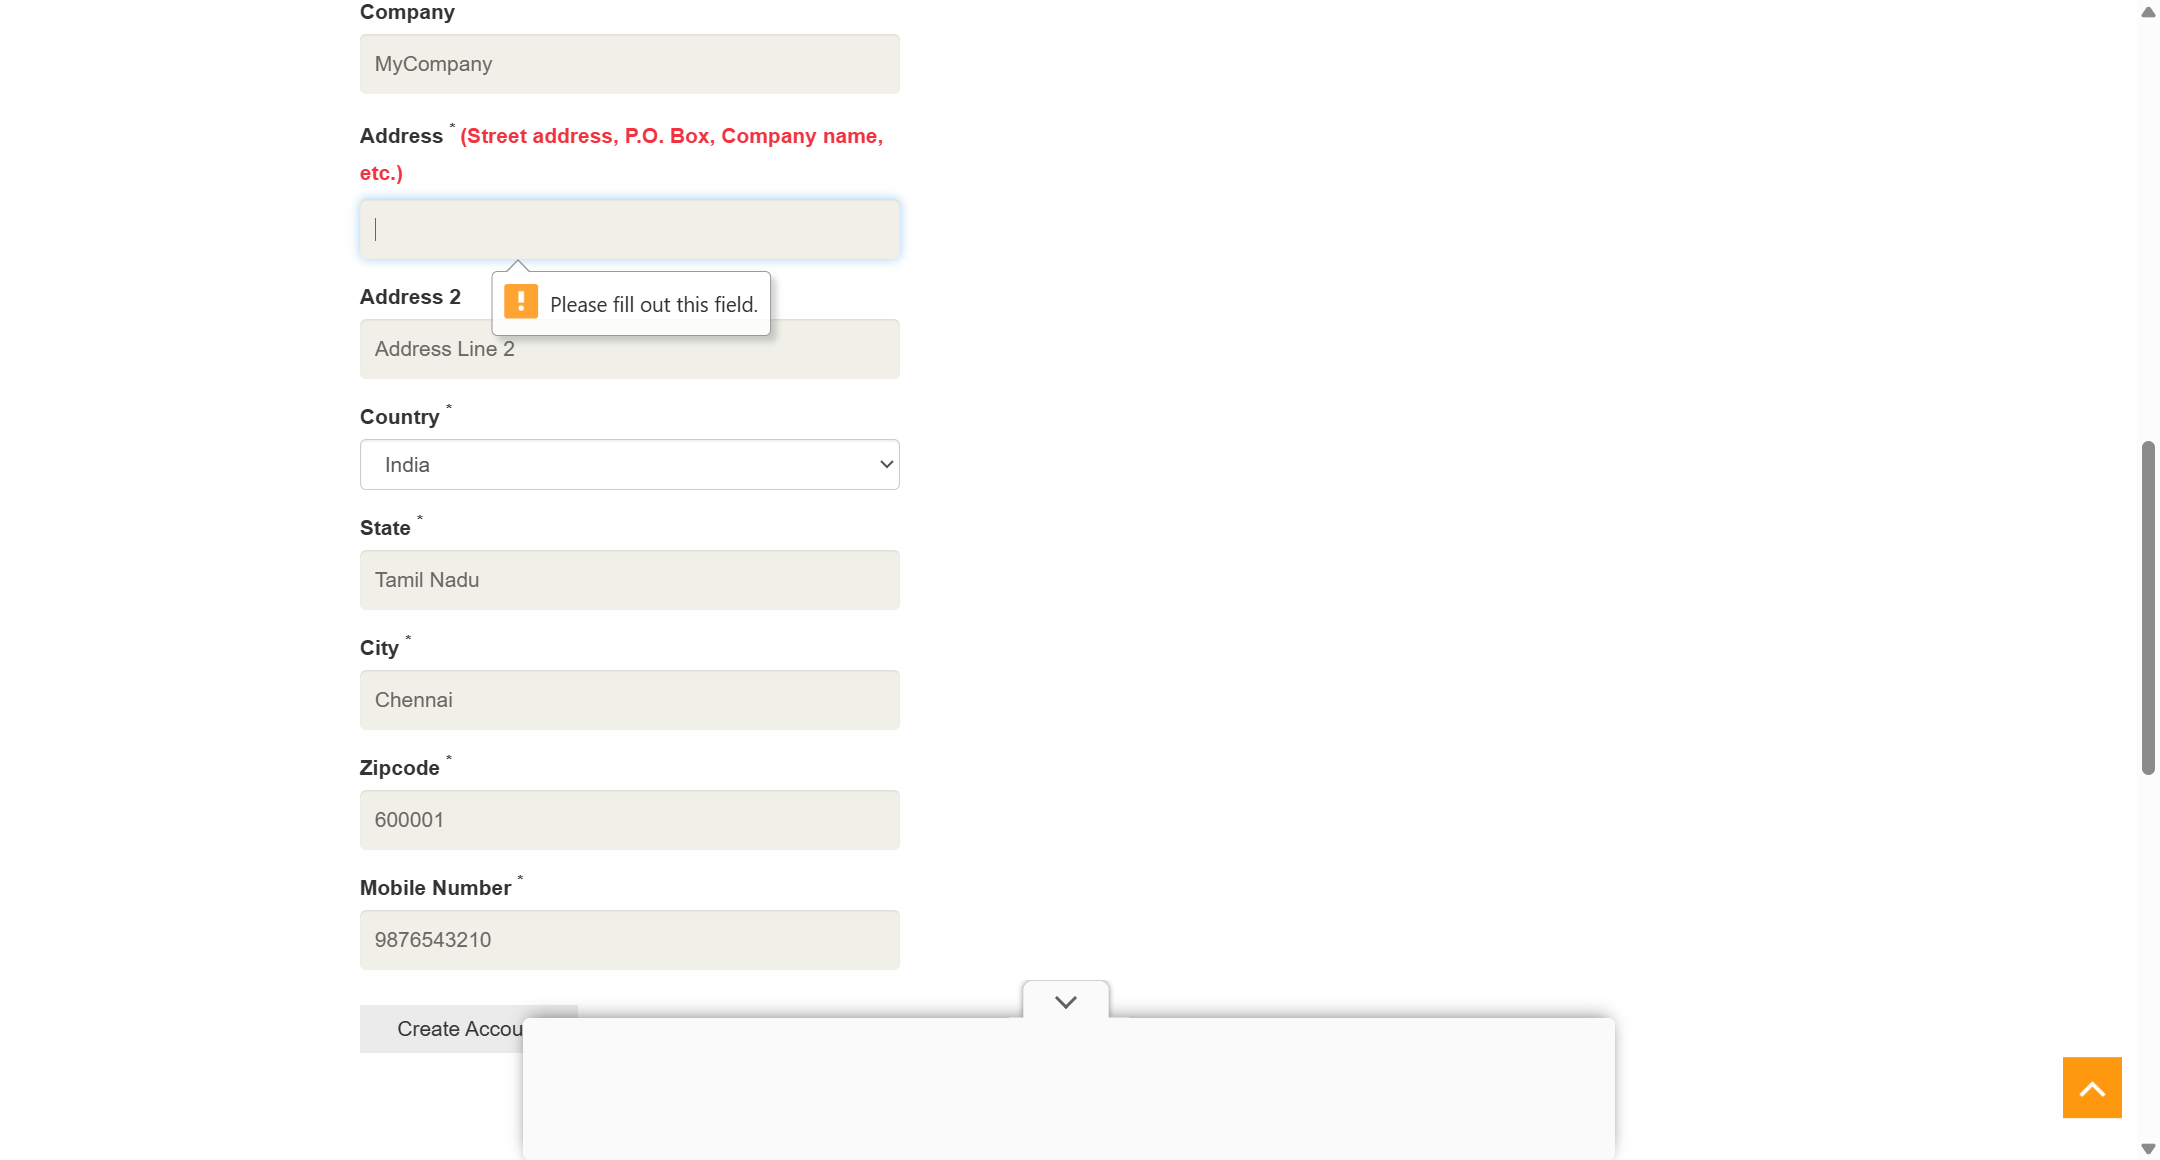 Company
MyCompany
Address * (Street address, P.O. Box, Company name,
etc.)
Please fill out this field.
Address 2
Address Line 2
Country *
India
State *
Tamil Nadu
City *
Chennai
Zipcode *
600001
Mobile Number *
9876543210
Create Accou